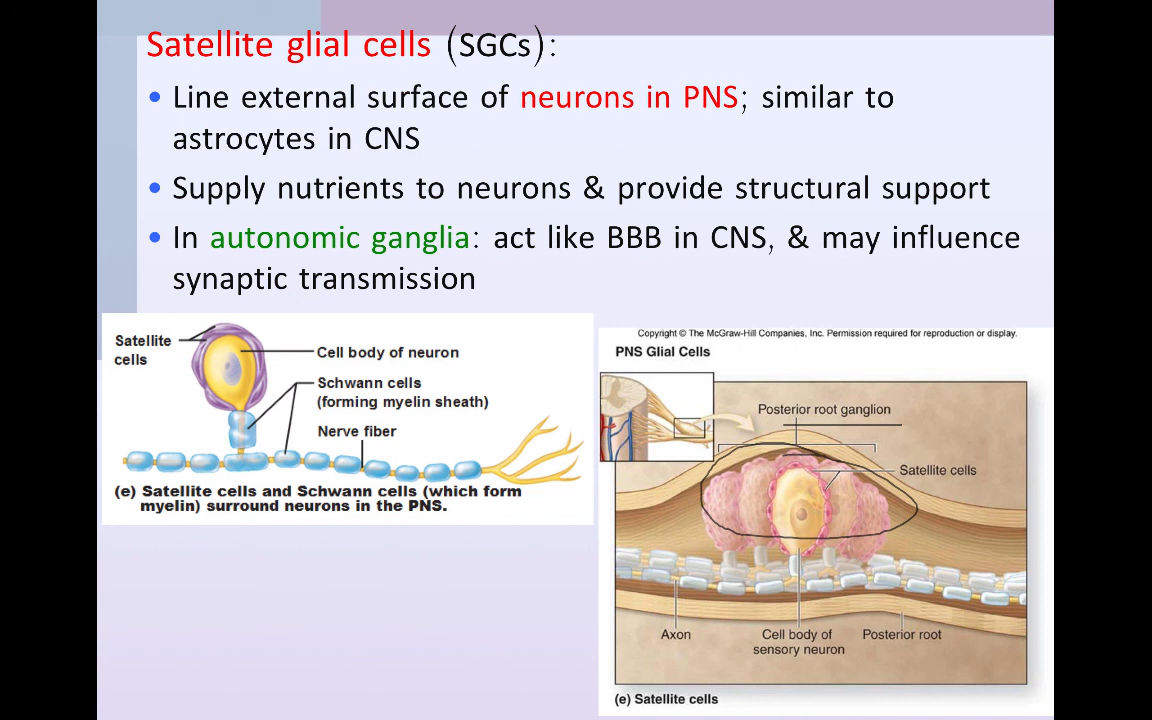 Satellite glial cells (SGCs):
• Line external surface of neurons in PNS; similar to
astrocytes in CNS
• Supply nutrients to neurons & provide structural support
• In autonomic ganglia: act like BBB in CNS, & may influence
synaptic transmission
Satellite
cells
Cell body of neuron
Schwann cells
(forming myelin sheath)
Nerve fiber
(e) Satellite cells and Schwann cells (which form
myelin) surround neurons in the PNS.
Copyright © The McGraw-Hill Companies, Inc. Permission required for reproduction or display.
PNS Glial Cells
Posterior root ganglion
Satellite cells
Axon
Cell body of
sensory neuron
Posterior root
(e) Satellite cells